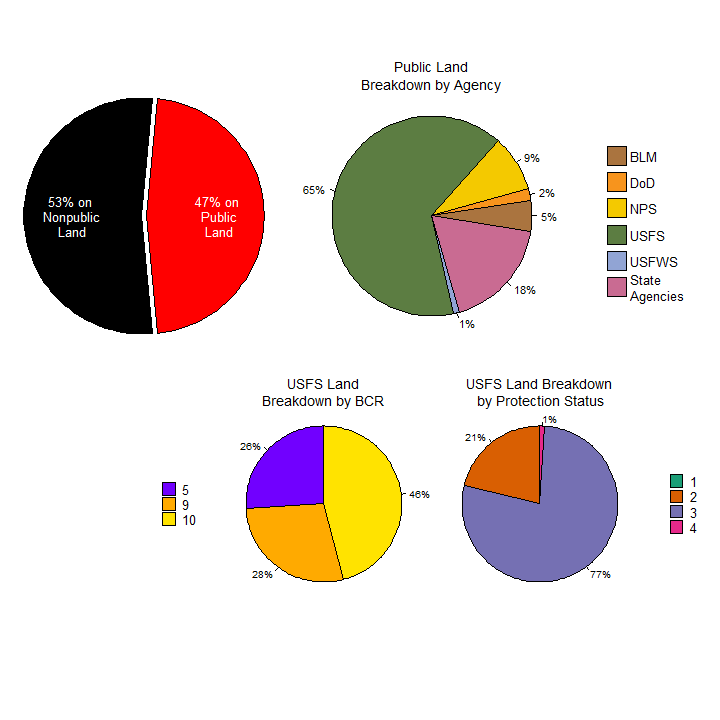 Public Land
Breakdown by Agency
53% on
Nonpublic
Land
47% on
Public
Land
65%
9%
2%
5%
18%
1%
BLM
DoD
NPS
USFS
USFWS
State
Agencies
USFS Land
Breakdown by BCR
26%
46%
28%
5
9
10
USFS Land Breakdown
by Protection Status
1%
21%
77%
1
2
3
4